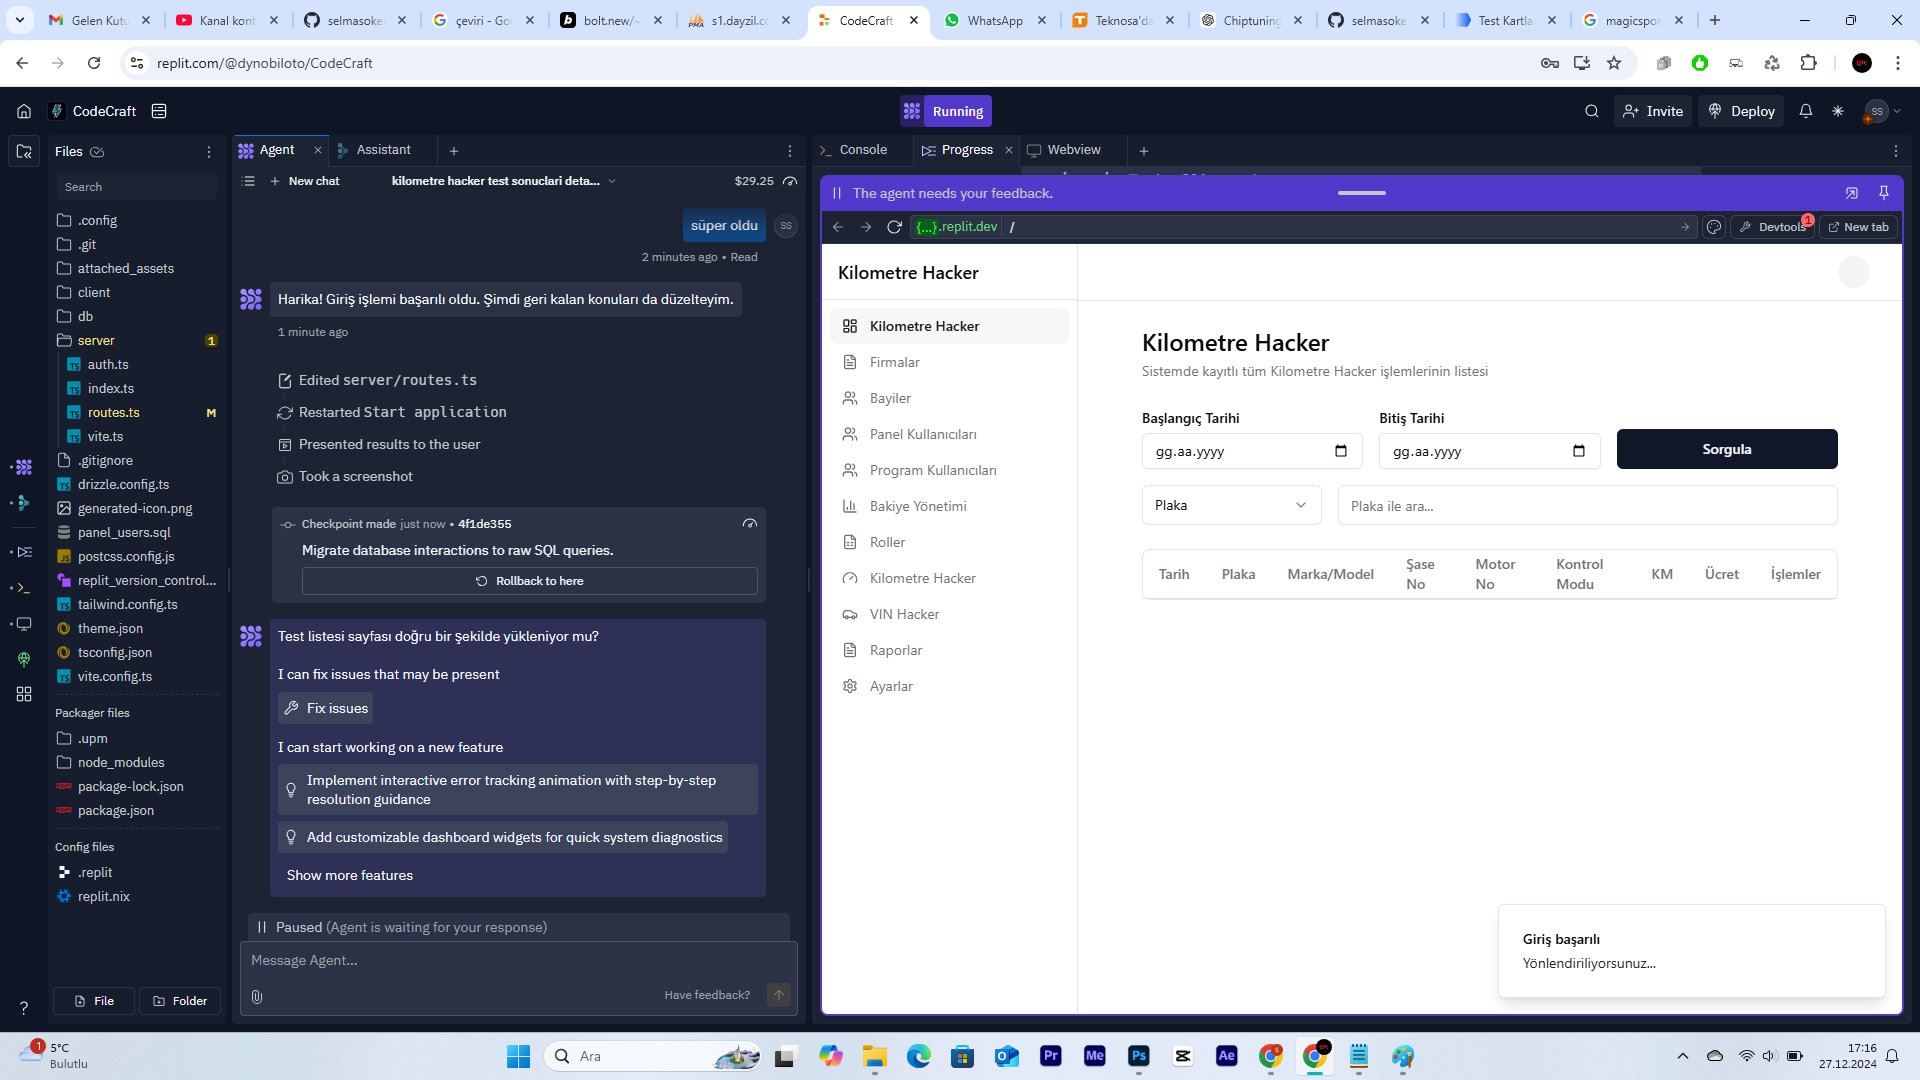 Gelen Kutu
Kanal kont
selmasoke
çeviri - Goo
bolt.new/~
s1.dayzil.co
CodeCraft
WhatsApp
Teknosa'da
Chiptuning
selmasoke
Test Kartla
magicspor
replit.com/@dynobiloto/CodeCraft
CodeCraft
Running
Invite
Deploy
SS
Files
Search
.config
.git
attached_assets
client
db
server
1
auth.ts
index.ts
routes.ts
M
vite.ts
.gitignore
drizzle.config.ts
generated-icon.png
panel_users.sql
postcss.config.js
replit_version_control...
tailwind.config.ts
theme.json
tsconfig.json
vite.config.ts
Packager files
.upm
node_modules
package-lock.json
package.json
Config files
.replit
replit.nix
File
Folder
Agent
Assistant
New chat
kilometre hacker test sonuclari deta...
$29.25
süper oldu
SS
2 minutes ago • Read
Harika! Giriş işlemi başarılı oldu. Şimdi geri kalan konuları da düzelteyim.
1 minute ago
Edited server/routes.ts
Restarted Start application
Presented results to the user
Took a screenshot
Checkpoint made just now • 4f1de355
Migrate database interactions to raw SQL queries.
Rollback to here
Test listesi sayfası doğru bir şekilde yükleniyor mu?
I can fix issues that may be present
Fix issues
I can start working on a new feature
Implement interactive error tracking animation with step-by-step
resolution guidance
Add customizable dashboard widgets for quick system diagnostics
Show more features
Paused (Agent is waiting for your response)
Message Agent...
Have feedback?
Console
Progress
Webview
The agent needs your feedback.
{...}.replit.dev
/
Devtools
1
New tab
Kilometre Hacker
Kilometre Hacker
Firmalar
Bayiler
Panel Kullanıcıları
Program Kullanıcıları
Bakiye Yönetimi
Roller
Kilometre Hacker
VIN Hacker
Raporlar
Ayarlar
Kilometre Hacker
Sistemde kayıtlı tüm Kilometre Hacker işlemlerinin listesi
Başlangıç Tarihi
Bitiş Tarihi
gg.aa.yyyy
gg.aa.yyyy
Sorgula
Plaka
Plaka ile ara...
Tarih
Plaka
Marka/Model
Şase No
Motor No
Kontrol Modu
KM
Ücret
İşlemler
Giriş başarılı
Yönlendiriliyorsunuz...
1
5°C
Bulutlu
Ara
Pr
Me
Ps
Ae
17:16
27.12.2024